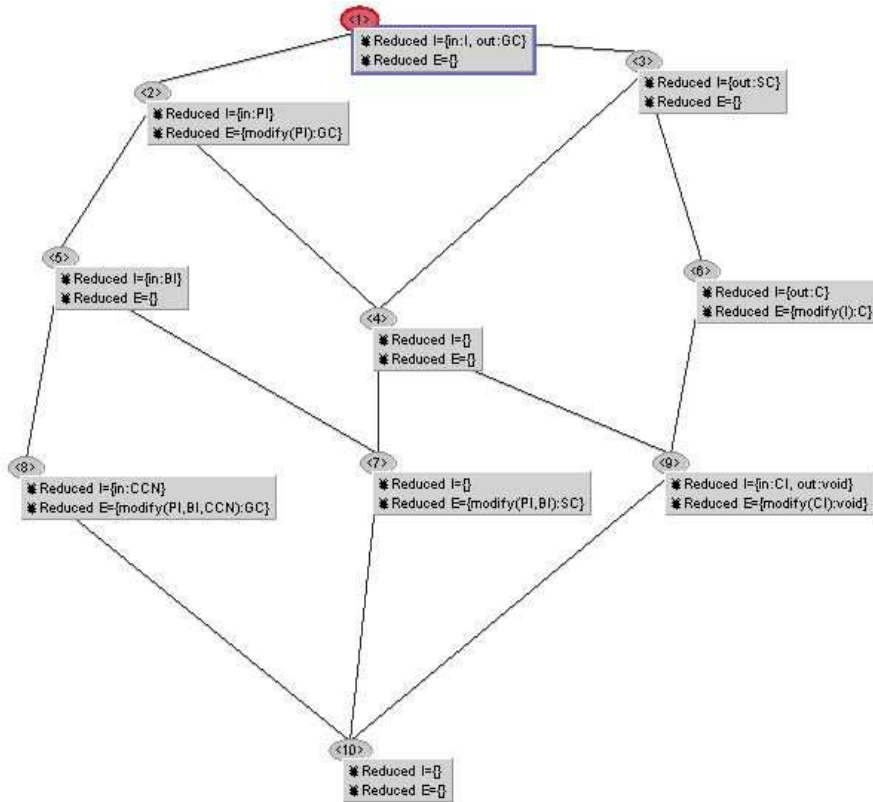 <1>
Reduced I={in:I, out:GC}
Reduced E={}
<3>
Reduced I={out:SC}
Reduced E={}
<2>
Reduced I={in:PI}
Reduced E={modify(PI):GC}
<5>
Reduced I={in:BI}
Reduced E={}
<6>
Reduced I={out:C}
Reduced E={modify(I):C}
<4>
Reduced I={}
Reduced E={}
<8>
Reduced I={in:CCN}
Reduced E={modify(PI,BI,CCN):GC}
<7>
Reduced I={}
Reduced E={modify(PI,BI):SC}
<9>
Reduced I={in:CI, out:void}
Reduced E={modify(CI):void}
<10>
Reduced I={}
Reduced E={}